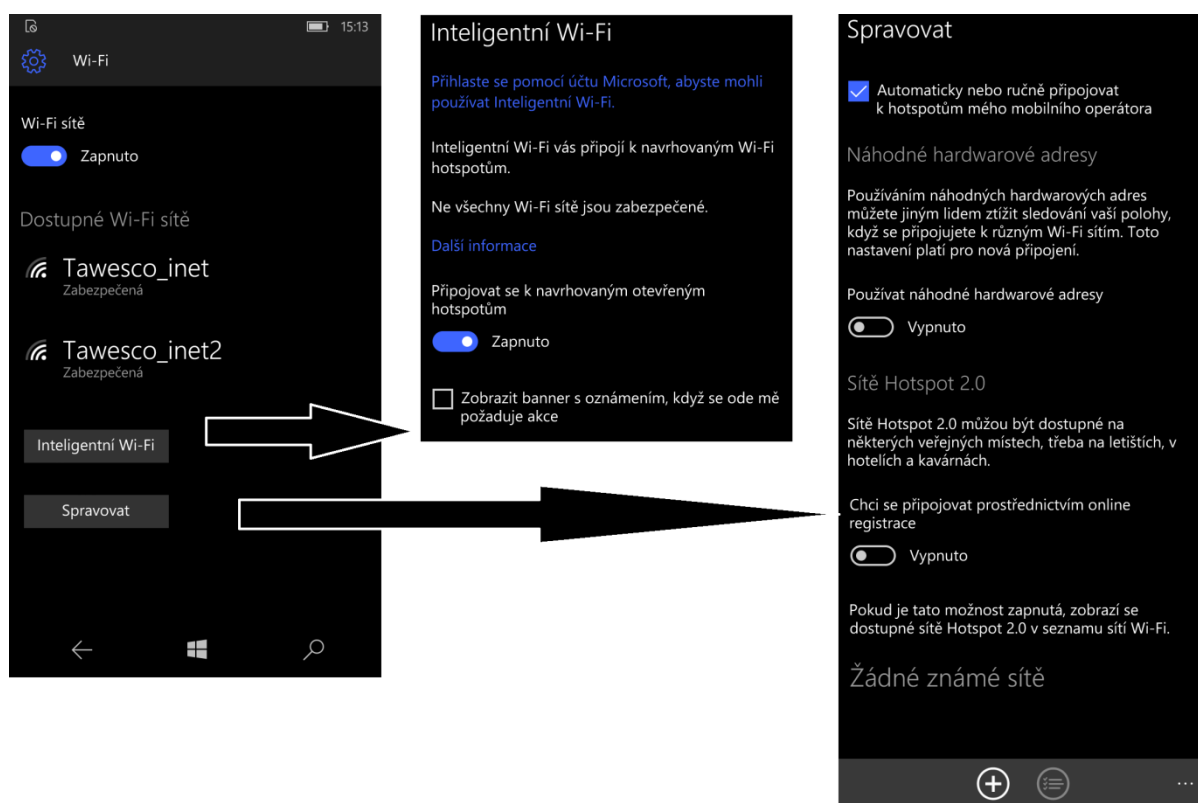 15:13
Wi-Fi
Wi-Fi sítě
Zapnuto
Dostupné Wi-Fi sítě
Tawesco_inet
Zabezpečená
Tawesco_inet2
Zabezpečená
Inteligentní Wi-Fi
Spravovat
Inteligentní Wi-Fi
Přihlaste se pomocí účtu Microsoft, abyste mohli
používat Inteligentní Wi-Fi.
Inteligentní Wi-Fi vás připojí k navrhovaným Wi-Fi
hotspotům.
Ne všechny Wi-Fi sítě jsou zabezpečené.
Další informace
Připojovat se k navrhovaným otevřeným
hotspotům
Zapnuto
Zobrazit banner s oznámením, když se ode mě
požaduje akce
Spravovat
Automaticky nebo ručně připojovat
k hotspotům mého mobilního operátora
Náhodné hardwarové adresy
Používáním náhodných hardwarových adres
můžete jiným lidem ztížit sledování vaší polohy,
když se připojujete k různým Wi-Fi sítím. Toto
nastavení platí pro nová připojení.
Používat náhodné hardwarové adresy
Vypnuto
Sítě Hotspot 2.0
Sítě Hotspot 2.0 můžou být dostupné na
některých veřejných místech, třeba na letištích, v
hotelích a kavárnách.
Chci se připojovat prostřednictvím online
registrace
Vypnuto
Pokud je tato možnost zapnutá, zobrazí se
dostupné sítě Hotspot 2.0 v seznamu sítí Wi-Fi.
Žádné známé sítě